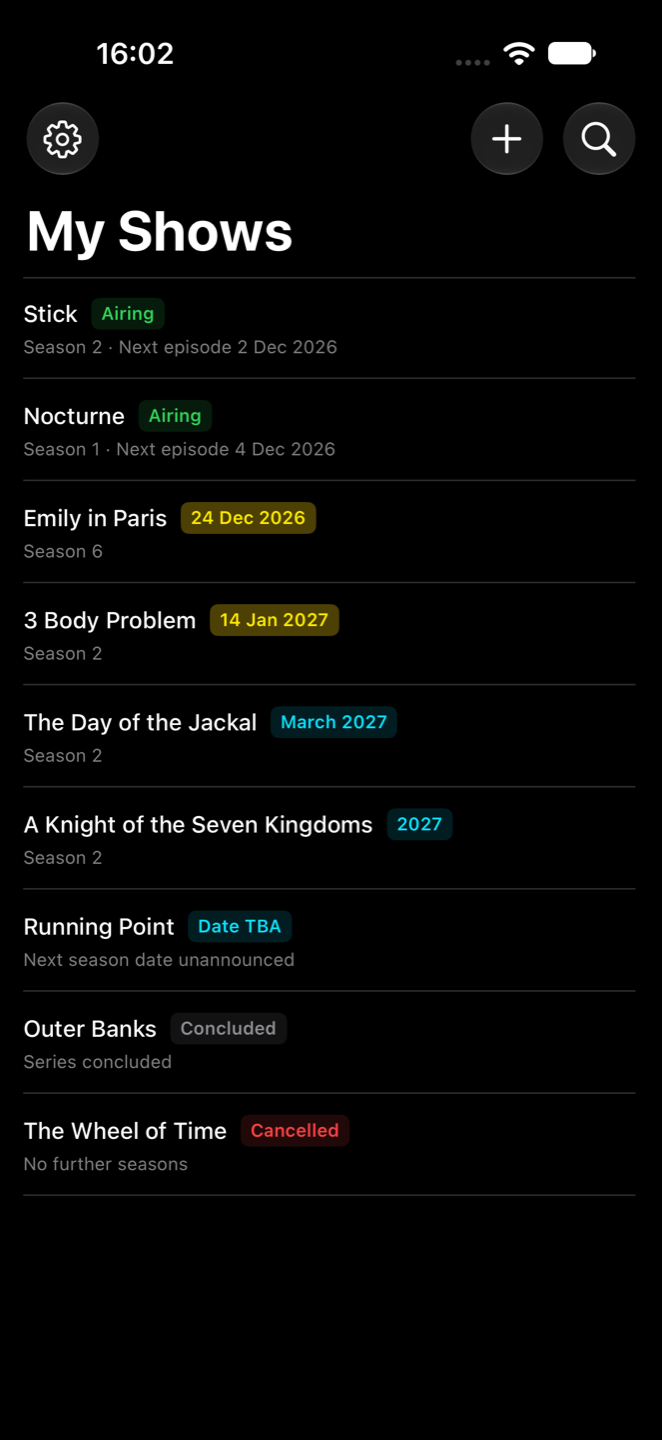 16:02
My Shows
Stick Airing
Season 2 · Next episode 2 Dec 2026
Nocturne Airing
Season 1 · Next episode 4 Dec 2026
Emily in Paris 24 Dec 2026
Season 6
3 Body Problem 14 Jan 2027
Season 2
The Day of the Jackal March 2027
Season 2
A Knight of the Seven Kingdoms 2027
Season 2
Running Point Date TBA
Next season date unannounced
Outer Banks Concluded
Series concluded
The Wheel of Time Cancelled
No further seasons